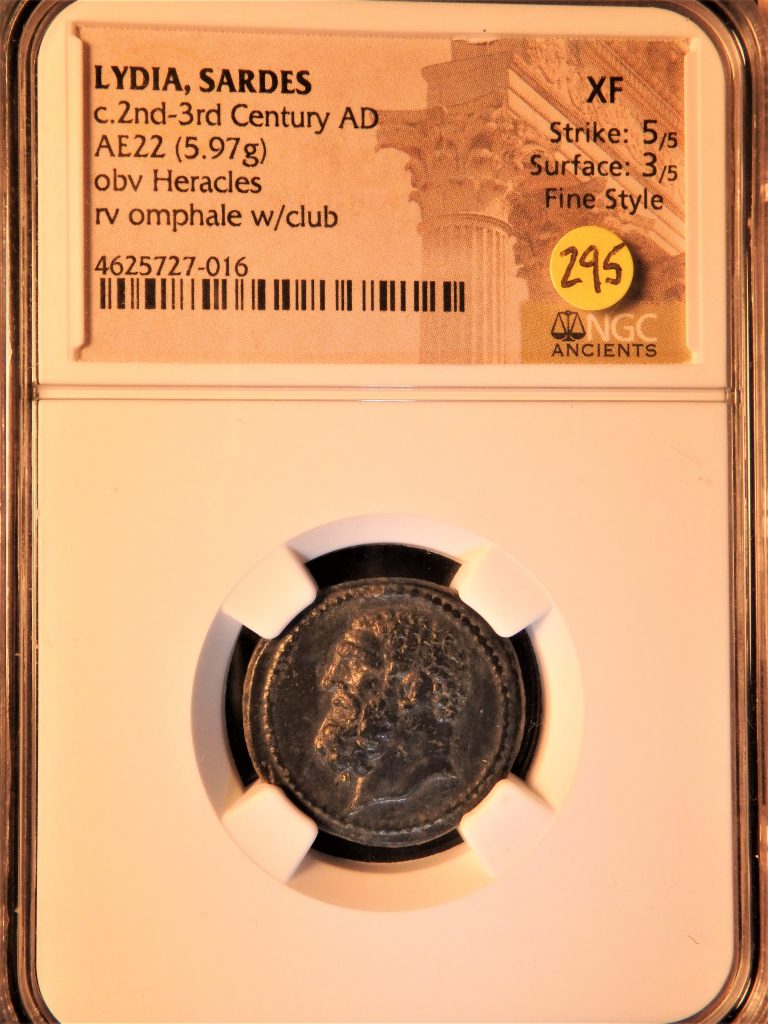 LYDIA, SARDES
c.2nd-3rd Century AD
AE22 (5.97g)
obv Heracles
rv omphale w/club
4625727-016
XF
Strike: 5/5
Surface: 3/5
Fine Style
295
NGC
ANCIENTS